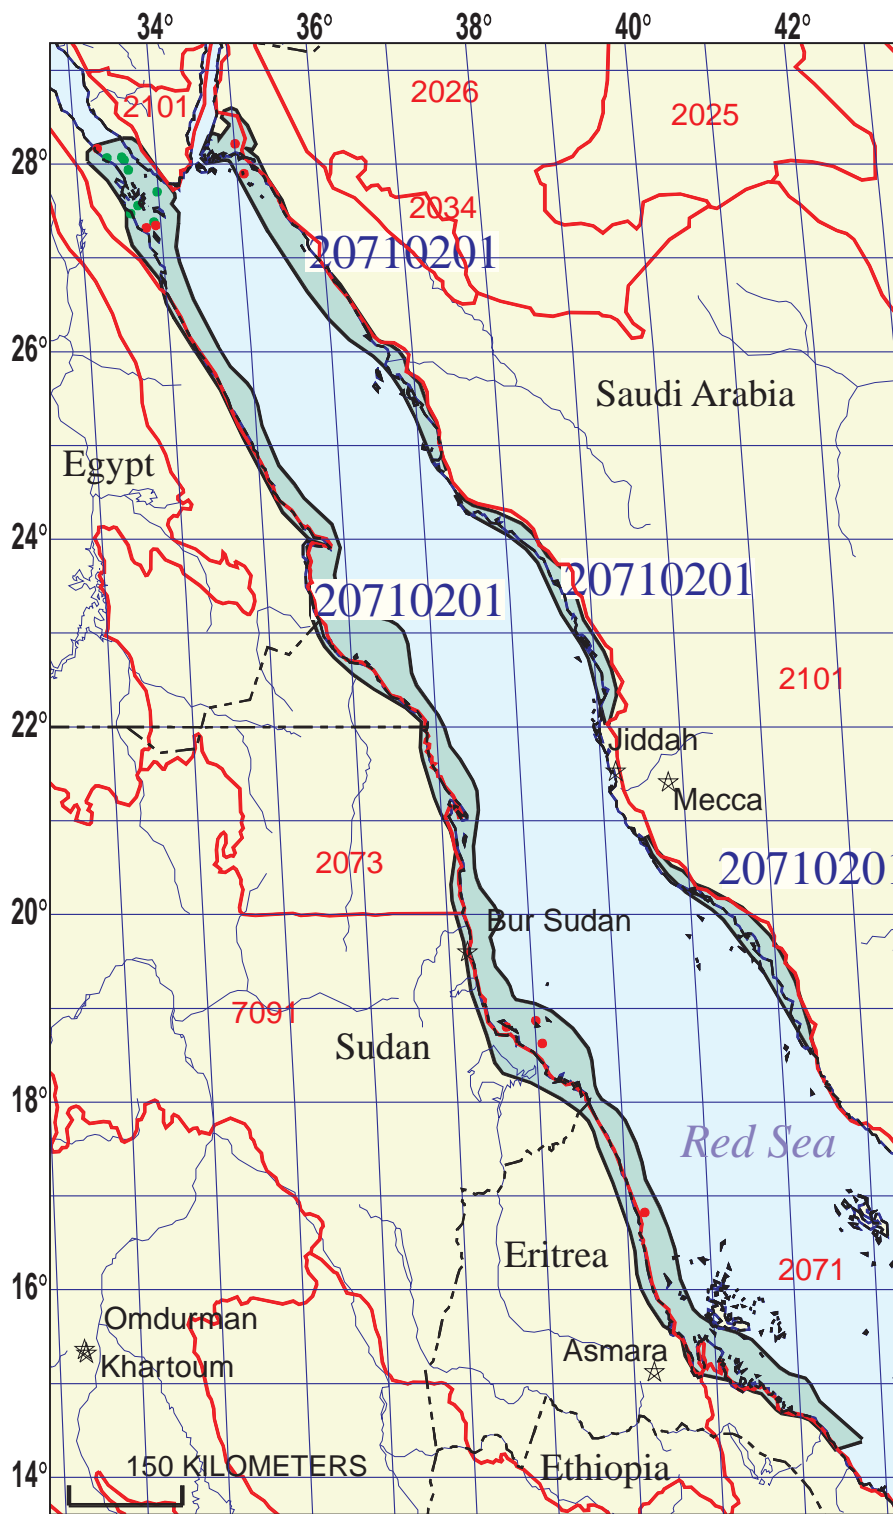 34° 36° 38° 40° 42°
2101
2026
2025
28°
2034
20710201
26°
Saudi Arabia
Egypt
24°
20710201
20710201
2101
22°
Jiddah
Mecca
2073
20710201
20°
Bur Sudan
7091
Sudan
18°
Red Sea
Eritrea
2071
16°
Omdurman
Asmara
Khartoum
150 KILOMETERS
Ethiopia
14°